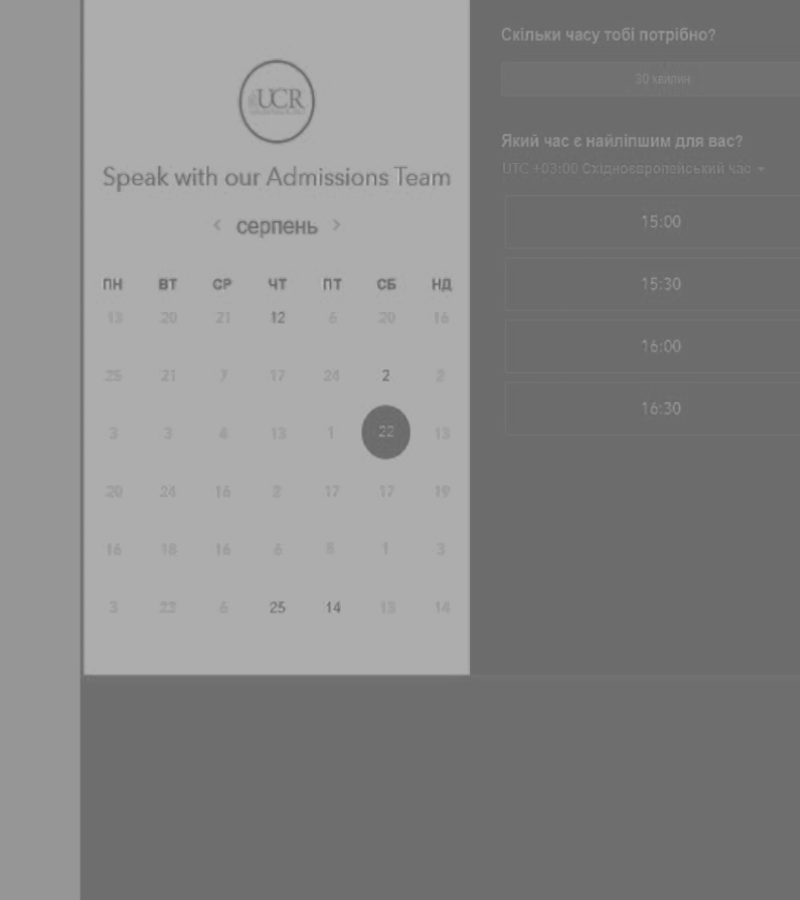 UCR
Speak with our Admissions Team
серпень
ПН ВТ СР ЧТ ПТ СБ НД
13 20 21 12 6 20 16
25 21 7 17 24 2 2
3 3 4 13 1 22 13
20 24 16 2 17 17 19
16 18 16 6 8 1 3
3 23 6 25 14 13 14
Скільки часу тобі потрібно?
30 хвилин
Який час є найліпшим для вас?
UTC +03:00 Східноєвропейський час
15:00
15:30
16:00
16:30